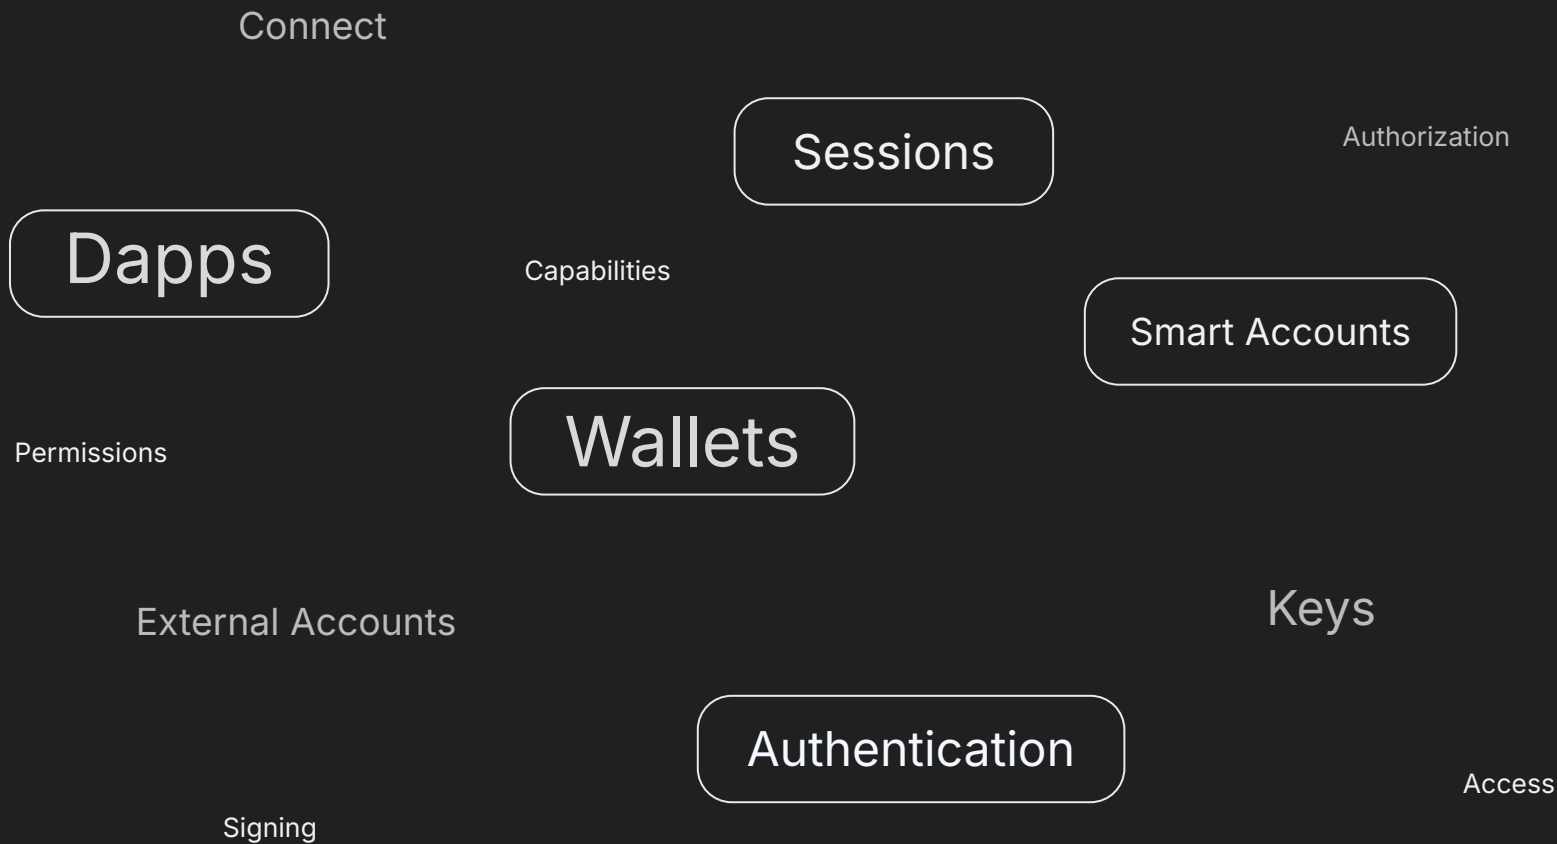 Connect
Sessions
Authorization
Dapps
Capabilities
Smart Accounts
Wallets
Permissions
External Accounts
Keys
Authentication
Access
Signing